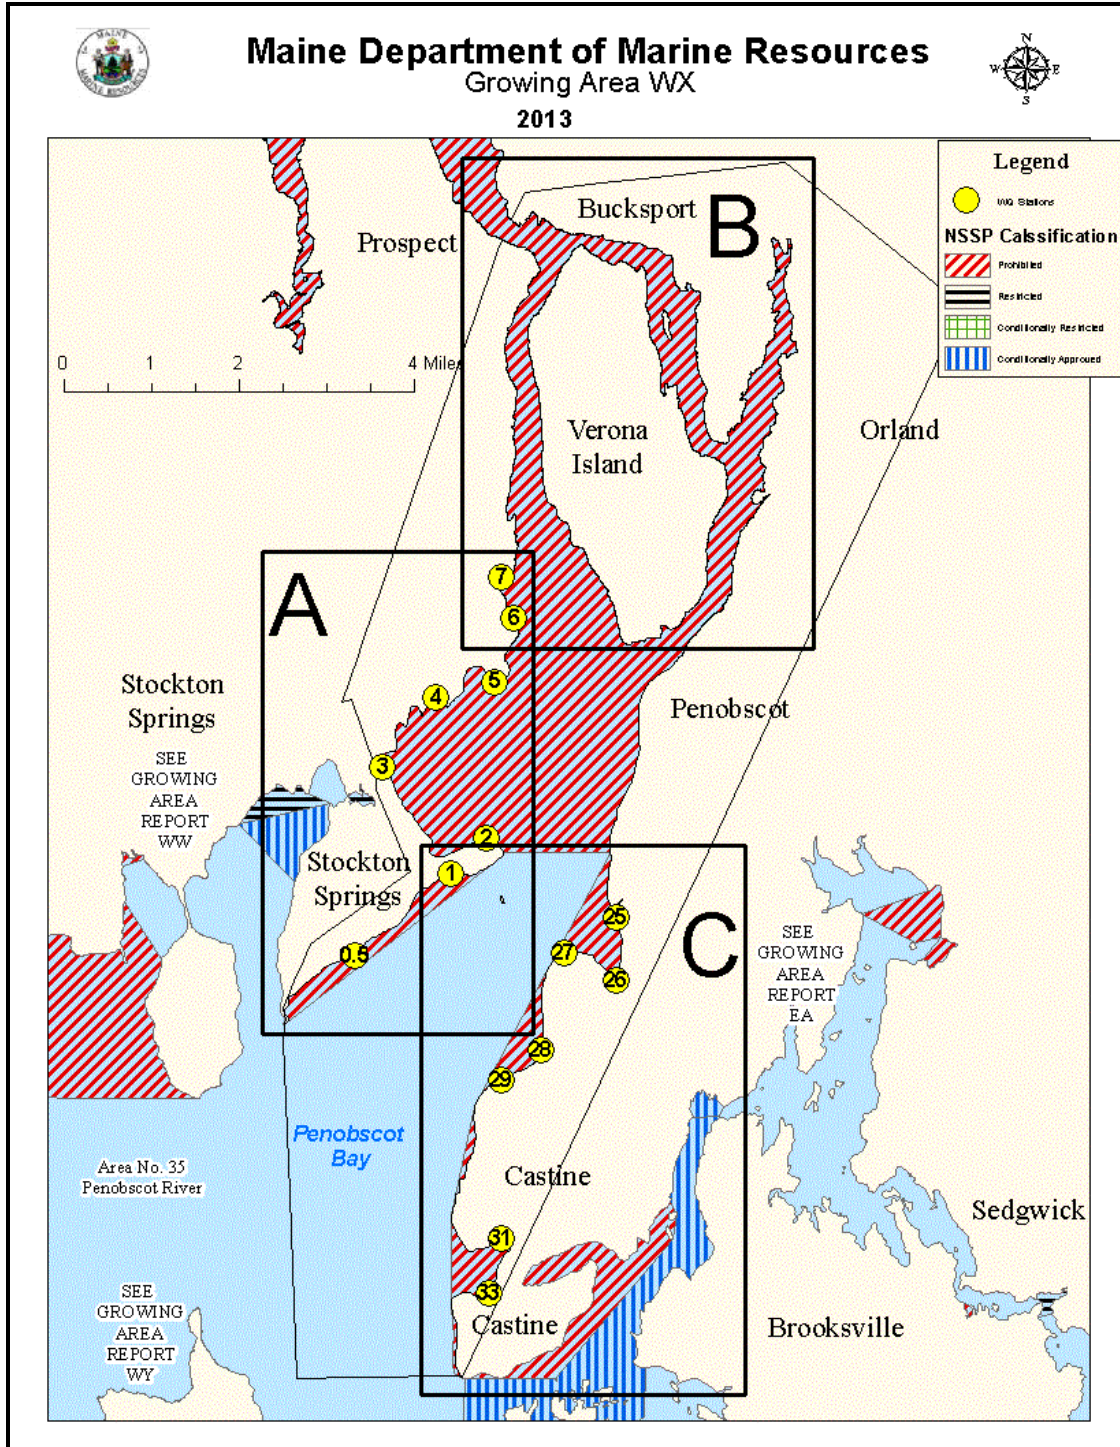 Maine Department of Marine Resources
Growing Area WX
2013
MAINE
MARINE RESOURCES
N
W E
S
Legend
WQ Stations
NSSP Calssification
Prohibited
Restricted
Conditionally Restricted
Conditionally Approved
Bucksport
B
Prospect
0 1 2 4 Miles
Verona
Island
Orland
7
A
6
5
4
Stockton
Springs
Penobscot
SEE
GROWING
AREA
REPORT
WW
3
2
Stockton
Springs
1
25
C
27
0.5
26
SEE
GROWING
AREA
REPORT
EA
28
29
Penobscot
Bay
Area No. 35
Penobscot River
Castine
Sedgwick
31
33
SEE
GROWING
AREA
REPORT
WY
Castine
Brooksville